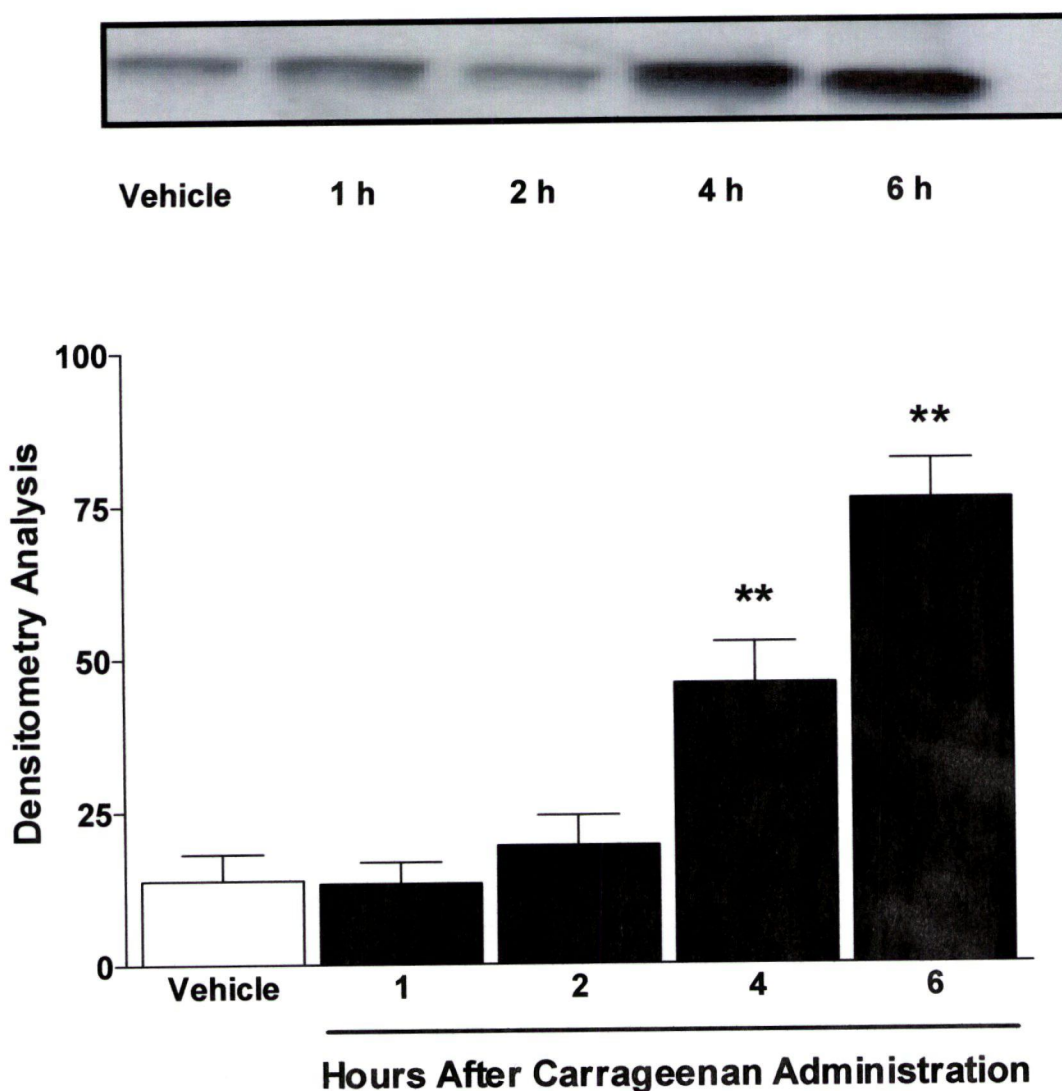 Vehicle 1 h 2 h 4 h 6 h
100
75
50
25
0
Densitometry Analysis
**
**
Vehicle 1 2 4 6
Hours After Carrageenan Administration